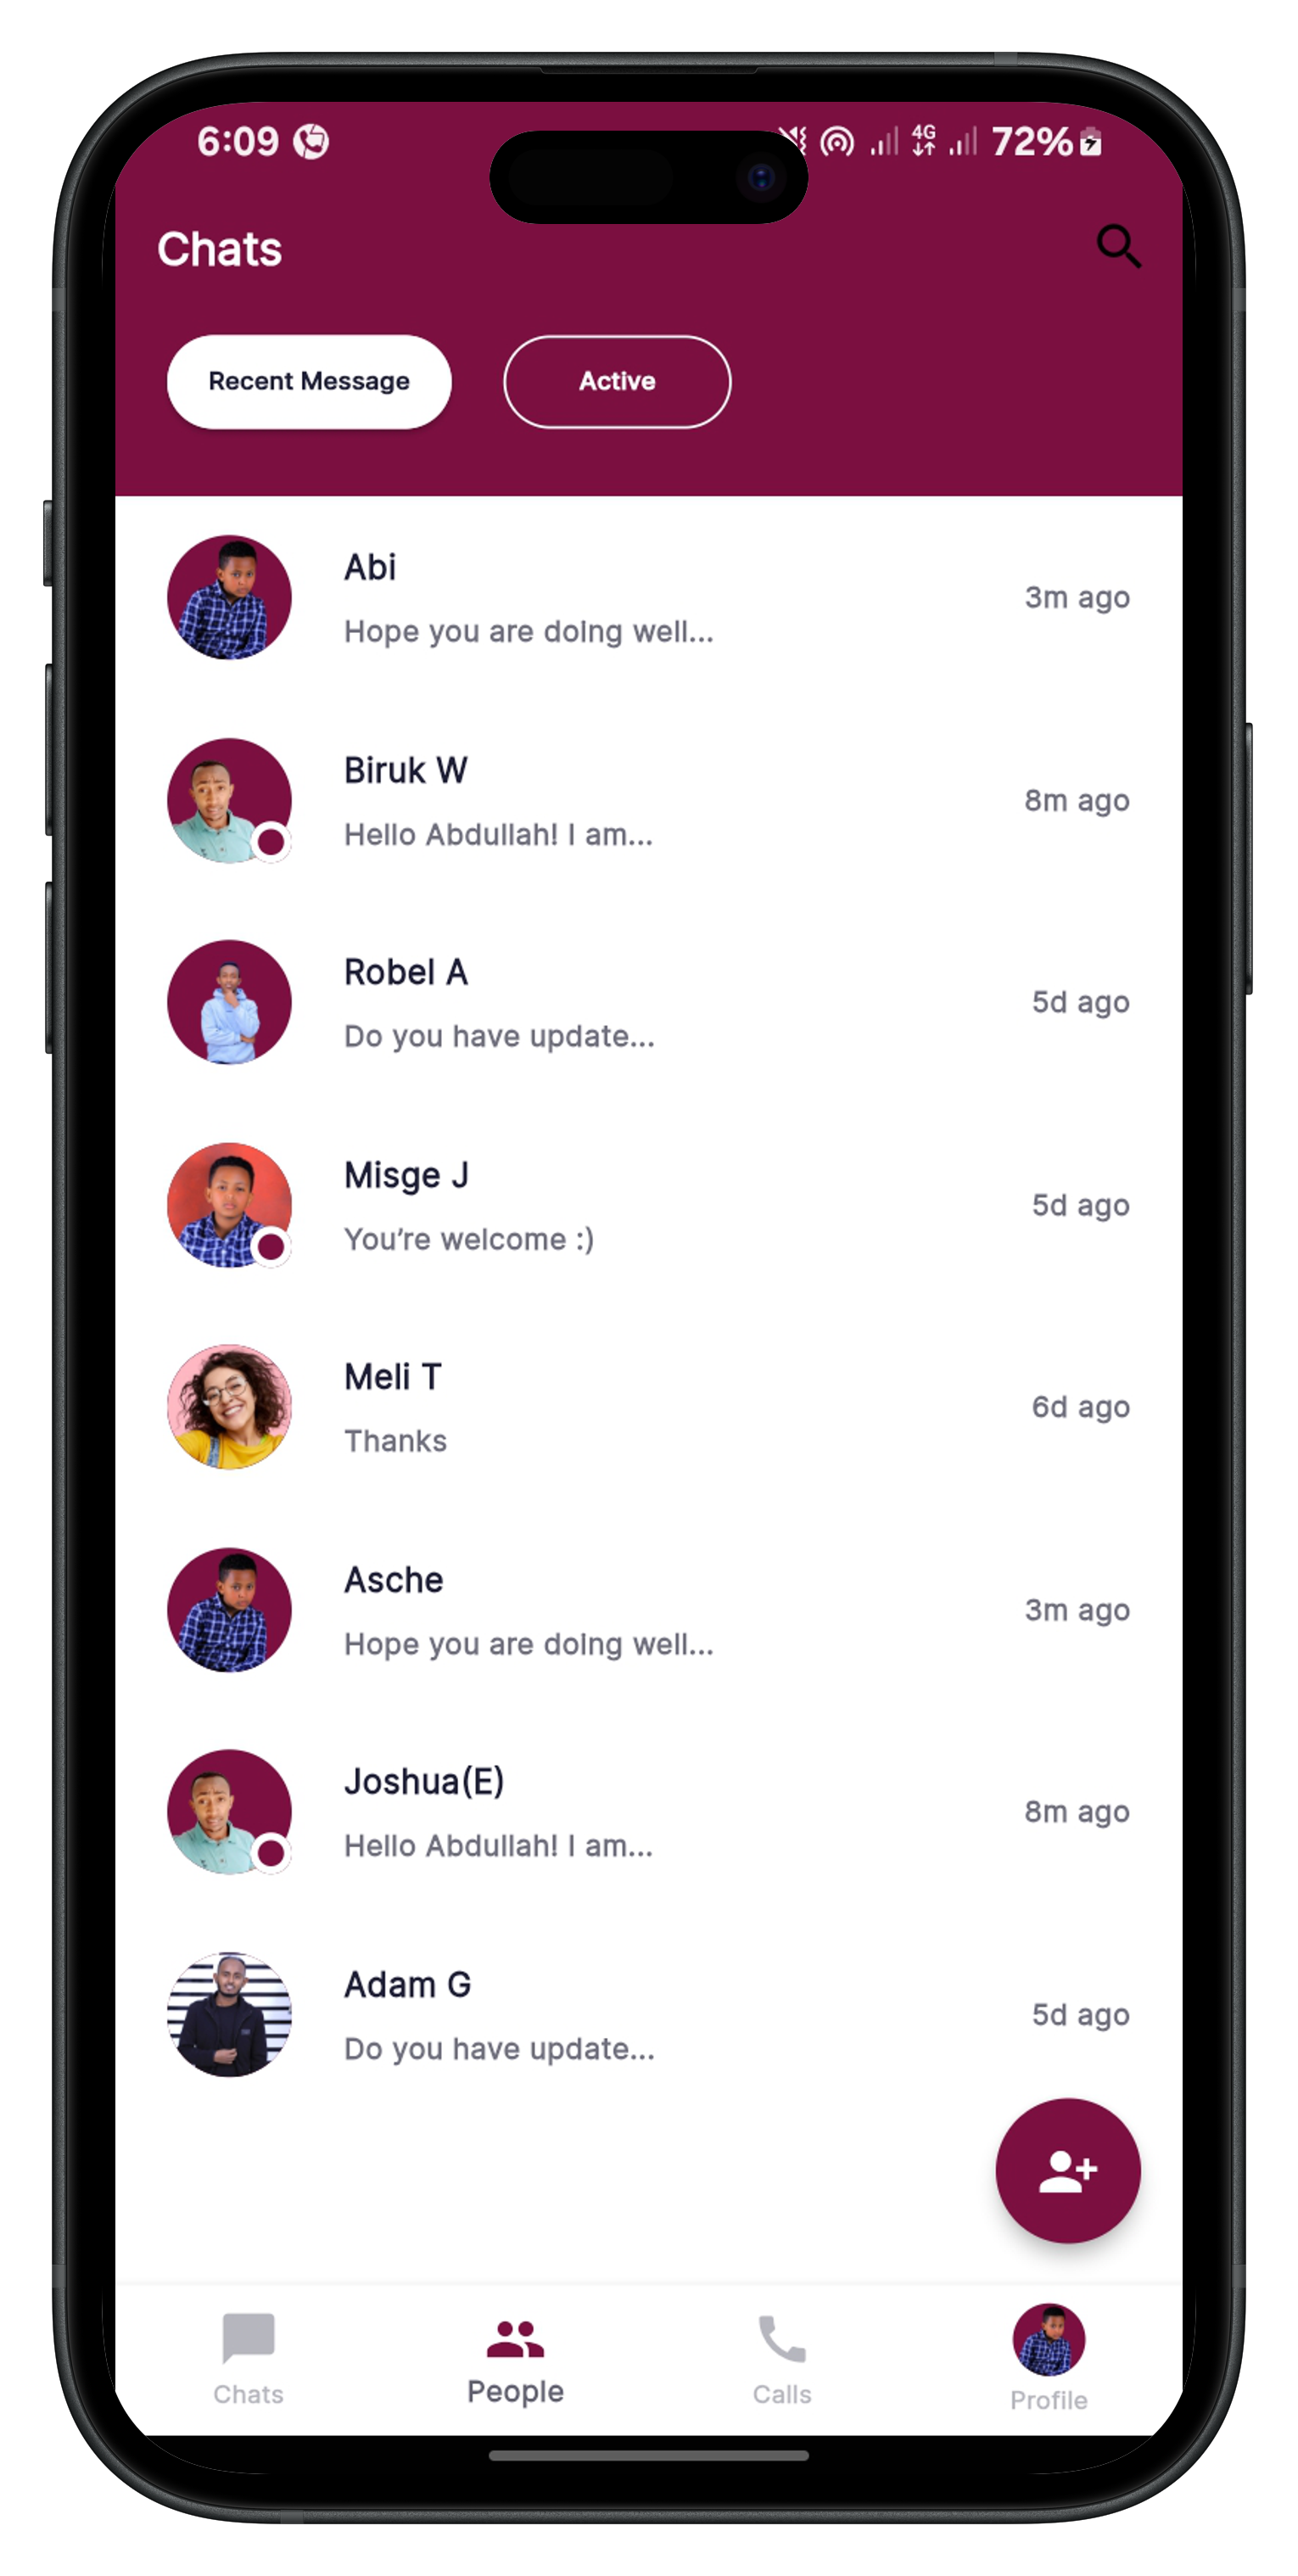 6:09 4G 72%
Chats
Recent Message Active
Abi
3m ago
Hope you are doing well...
Biruk W
8m ago
Hello Abdullah! I am...
Robel A
5d ago
Do you have update...
Misge J
5d ago
You’re welcome :)
Meli T
6d ago
Thanks
Asche
3m ago
Hope you are doing well...
Joshua(E)
8m ago
Hello Abdullah! I am...
Adam G
5d ago
Do you have update...
Chats People Calls Profile